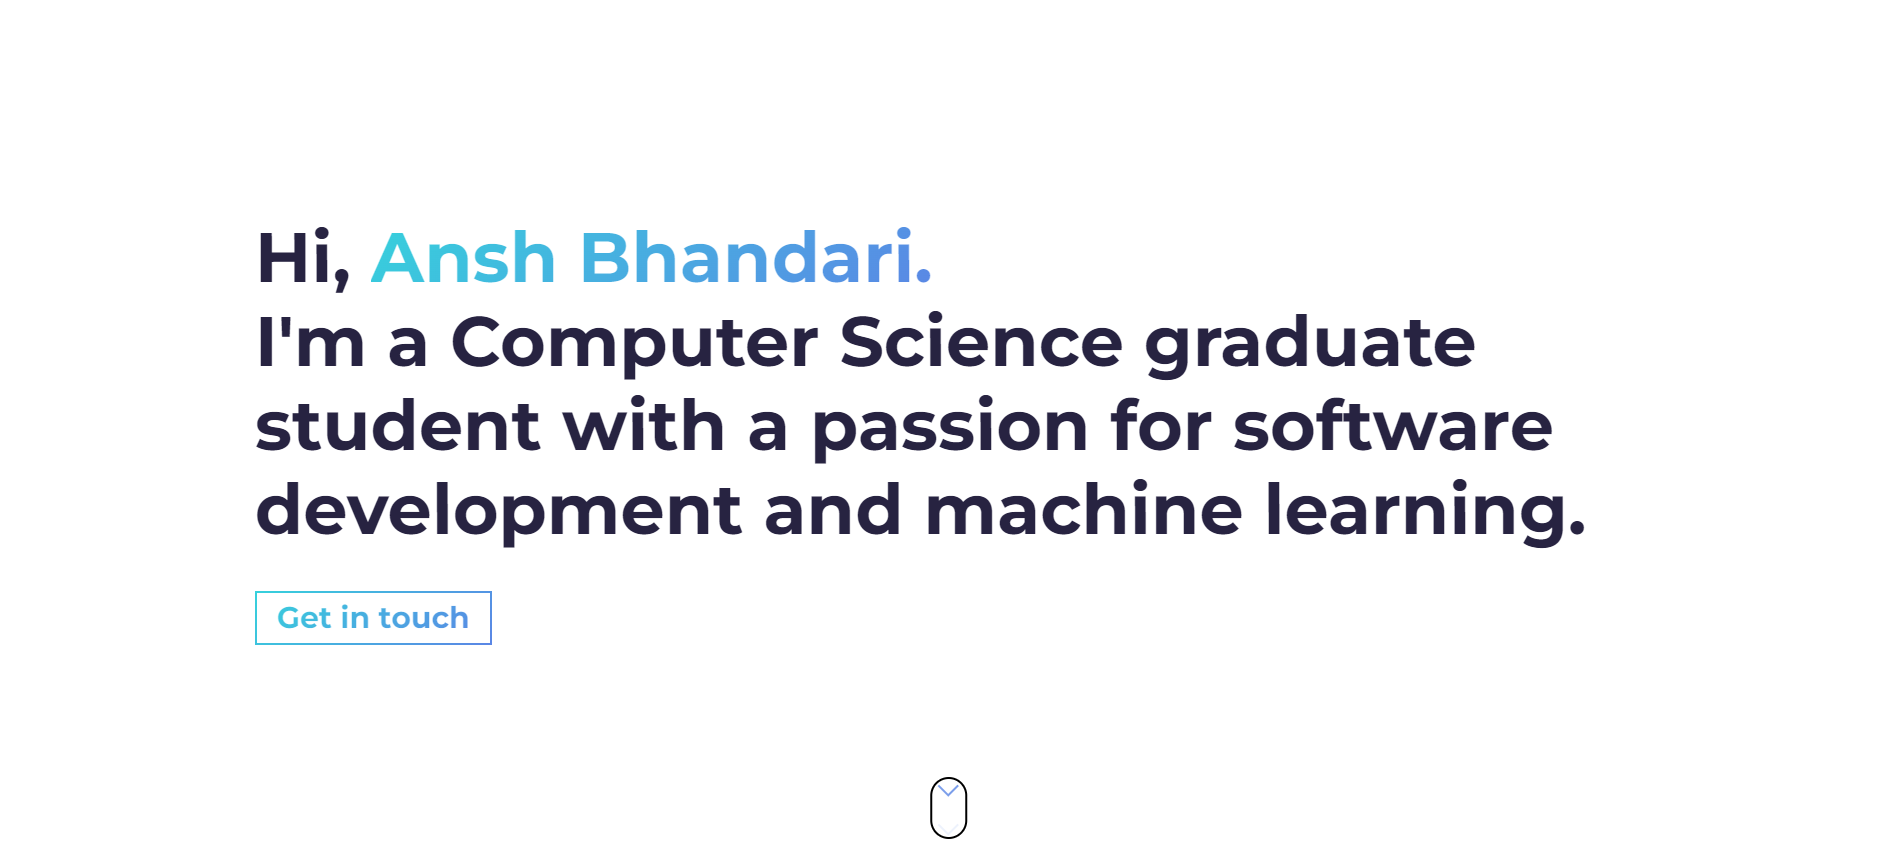 Hi, Ansh Bhandari.
I'm a Computer Science graduate
student with a passion for software
development and machine learning.
Get in touch